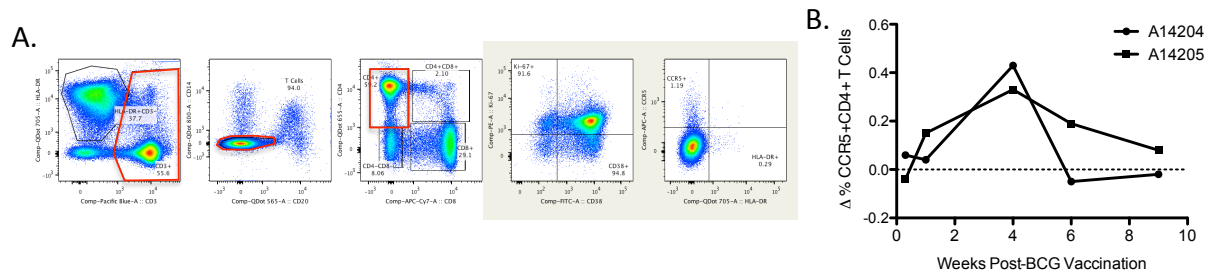 A.
Comp-QDot 705-A :: HLA-DR
HLA-DR+CD3-
37.7
CD3+
55.6
Comp-Pacific Blue-A :: CD3
Comp-QDot 800-A :: CD14
T Cells
94.0
Comp-QDot 565-A :: CD20
Comp-QDot 655-A :: CD4
CD4+
59.2
CD4+CD8+
2.10
CD4-CD8-
8.06
CD8+
29.1
Comp-APC-Cy7-A :: CD8
Comp-PE-A :: Ki-67
Ki-67+
91.6
CD38+
94.8
Comp-FITC-A :: CD38
Comp-APC-A :: CCR5
CCR5+
1.19
HLA-DR+
0.29
Comp-QDot 705-A :: HLA-DR
B.
Δ % CCR5+CD4+T Cells
0.6
0.4
0.2
0.0
-0.2
0 2 4 6 8 10
Weeks Post-BCG Vaccination
A14204
A14205